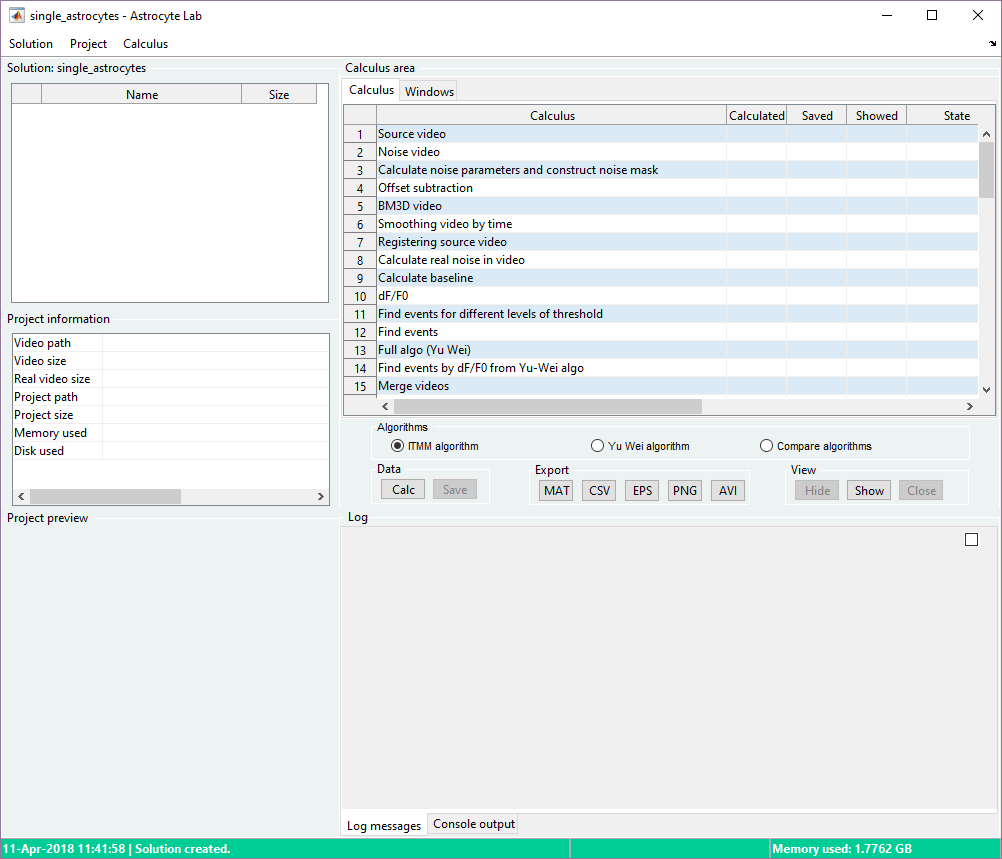 single_astrocytes - Astrocyte Lab
Solution Project Calculus
Solution: single_astrocytes
Name Size
Project information
Video path
Video size
Real video size
Project path
Project size
Memory used
Disk used
Project preview
Calculus area
Calculus Windows
Calculus Calculated Saved Showed State
1 Source video
2 Noise video
3 Calculate noise parameters and construct noise mask
4 Offset subtraction
5 BM3D video
6 Smoothing video by time
7 Registering source video
8 Calculate real noise in video
9 Calculate baseline
10 dF/F0
11 Find events for different levels of threshold
12 Find events
13 Full algo (Yu Wei)
14 Find events by dF/F0 from Yu-Wei algo
15 Merge videos
Algorithms
ITMM algorithm Yu Wei algorithm Compare algorithms
Data Export View
Calc Save MAT CSV EPS PNG AVI Hide Show Close
Log
Log messages Console output
11-Apr-2018 11:41:58 | Solution created. Memory used: 1.7762 GB